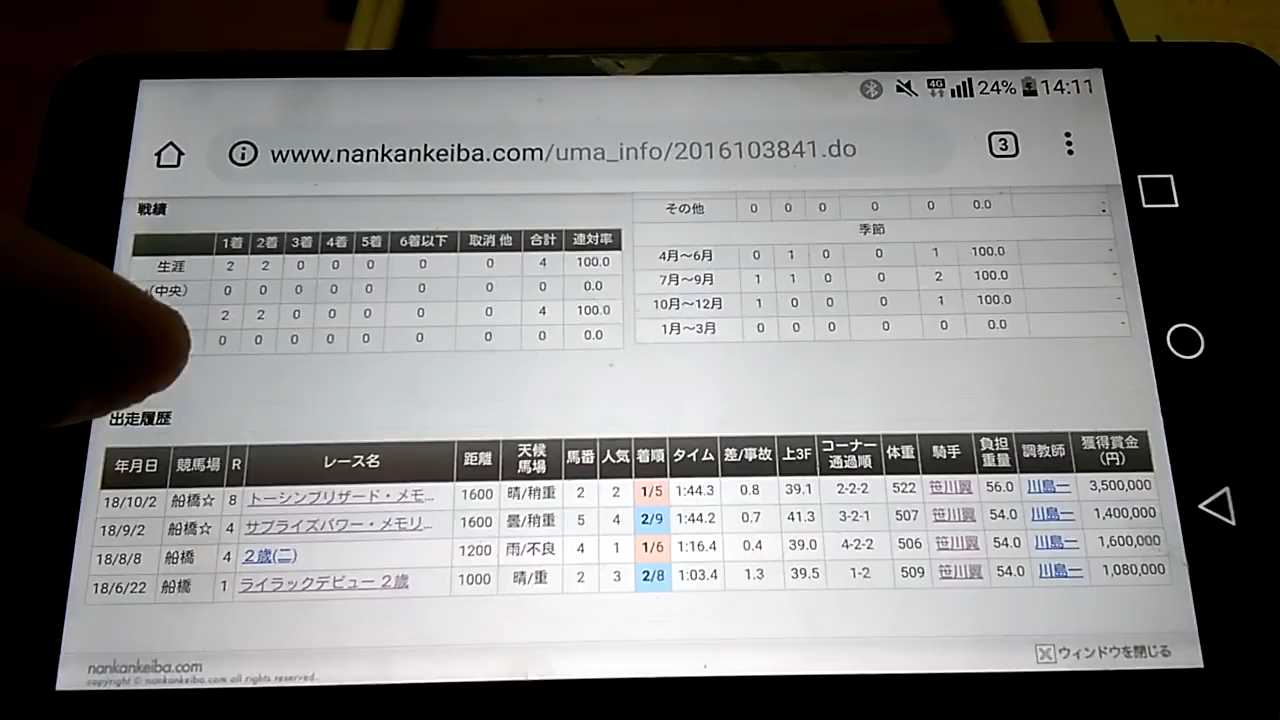 4G 24% 14:11
www.nankankeiba.com/uma_info/2016103841.do 3
戦績
1着 2着 3着 4着 5着 6着以下 取消 他 合計 連対率
生涯 2 2 0 0 0 0 0 4 100.0
(中央) 0 0 0 0 0 0 0 0 0.0
2 2 0 0 0 0 0 4 100.0
0 0 0 0 0 0 0 0 0.0
その他 0 0 0 0 0 0.0 -
季節
4月〜6月 0 1 0 0 1 100.0 -
7月〜9月 1 1 0 0 2 100.0 -
10月〜12月 1 0 0 0 1 100.0 -
1月〜3月 0 0 0 0 0 0.0 -
出走履歴
年月日 競馬場 R レース名 距離 天候 馬場 馬番 人気 着順 タイム 差/事故 上3F コーナー 通過順 体重 騎手 負担 重量 調教師 獲得賞金 (円)
18/10/2 船橋☆ 8 トーシンブリザード・メモ... 1600 晴/稍重 2 2 1/5 1:44.3 0.8 39.1 2-2-2 522 笹川翼 56.0 川島一 3,500,000
18/9/2 船橋☆ 4 サプライズパワー・メモリ... 1600 曇/稍重 5 4 2/9 1:44.2 0.7 41.3 3-2-1 507 笹川翼 54.0 川島一 1,400,000
18/8/8 船橋 4 2歳(二) 1200 雨/不良 4 1 1/6 1:16.4 0.4 39.0 4-2-2 506 笹川翼 54.0 川島一 1,600,000
18/6/22 船橋 1 ライラックデビュー2歳 1000 晴/重 2 3 2/8 1:03.4 1.3 39.5 1-2 509 笹川翼 54.0 川島一 1,080,000
nankankeiba.com
copyright © nankankeiba.com all rights reserved.
ウィンドウを閉じる